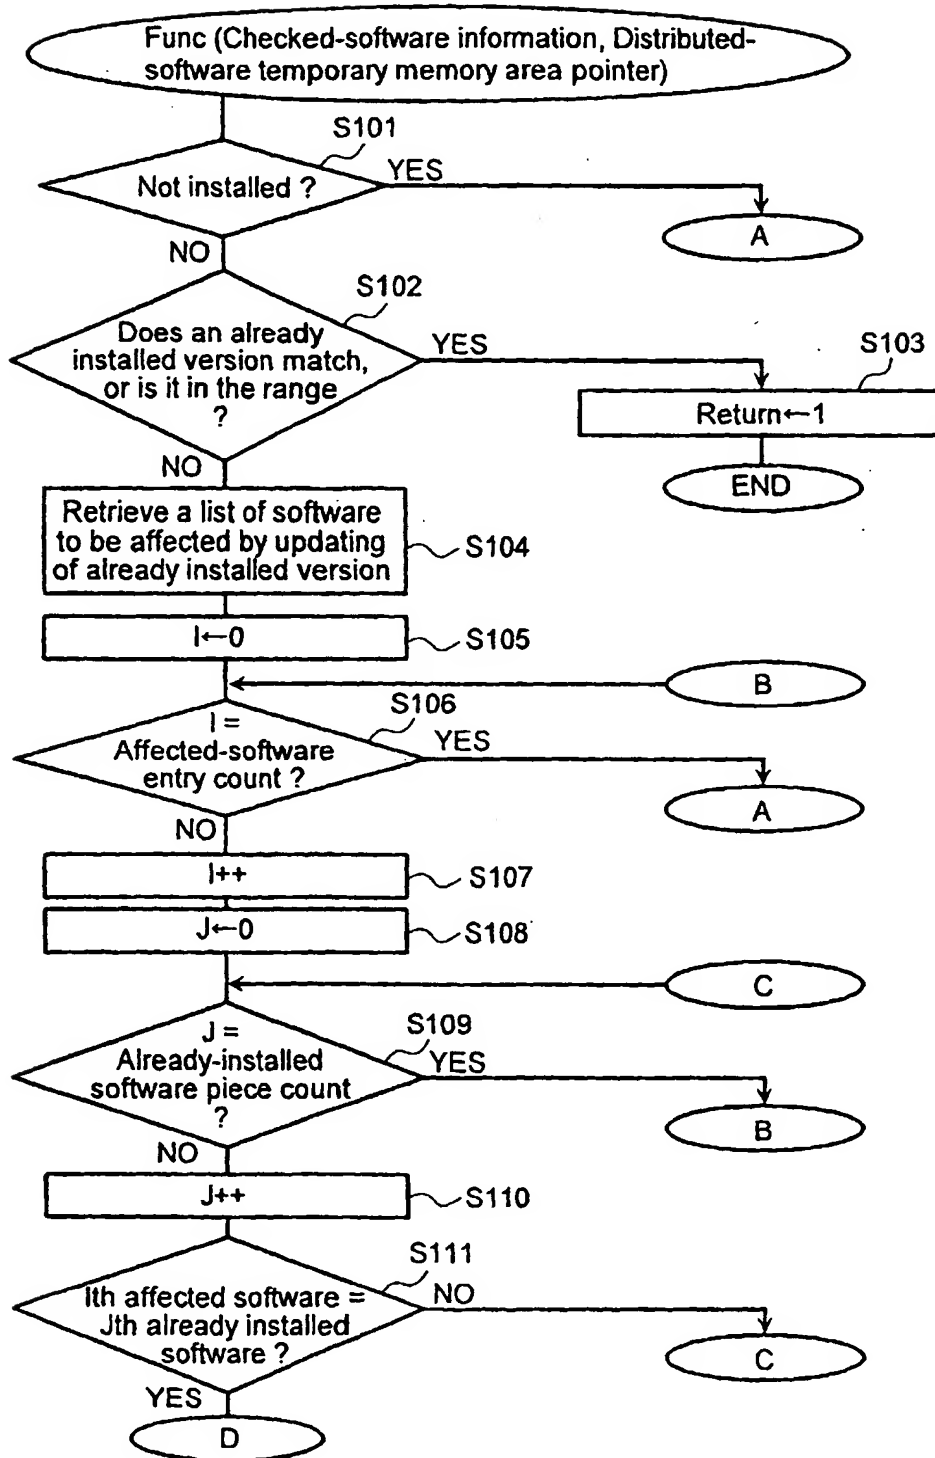 Func (Checked-software information, Distributed-
software temporary memory area pointer)
S101
Not installed ?
YES
A
NO
S102
Does an already
installed version match,
or is it in the range
?
YES
S103
Return←1
END
NO
Retrieve a list of software
to be affected by updating
of already installed version
S104
I←0
S105
B
S106
I =
Affected-software
entry count ?
YES
A
NO
I++
S107
J←0
S108
C
S109
J =
Already-installed
software piece count
?
YES
B
NO
J++
S110
S111
Ith affected software =
Jth already installed
software ?
NO
C
YES
D